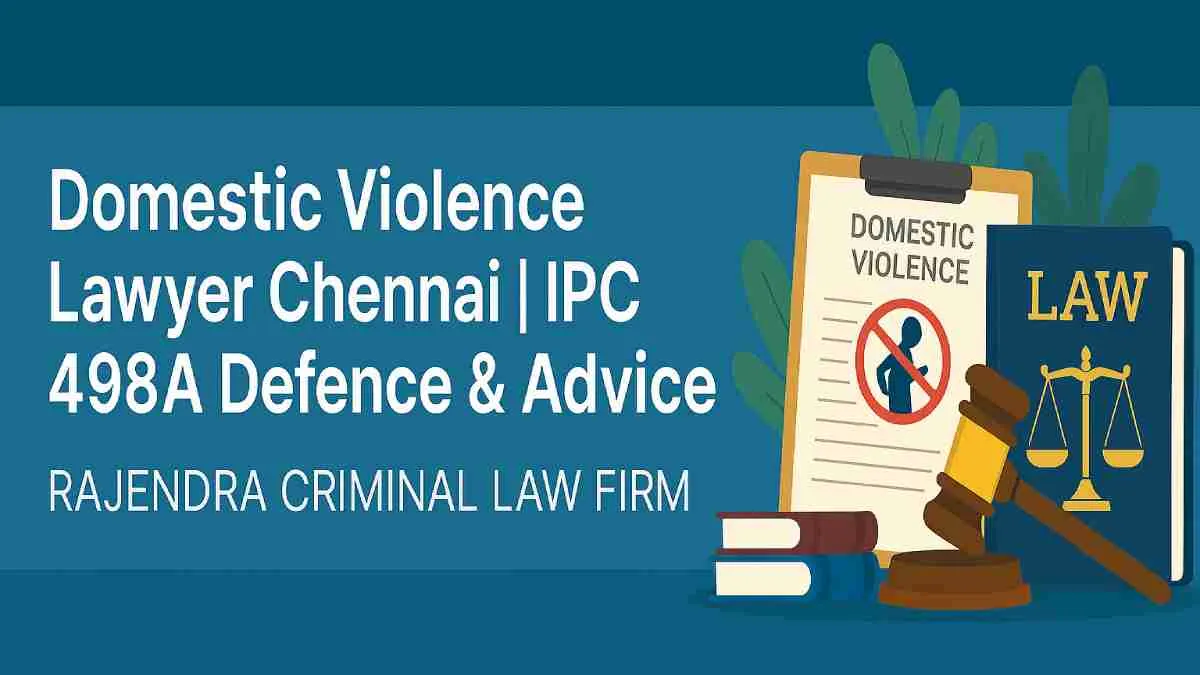 Domestic Violence
Lawyer Chennai | IPC
498A Defence & Advice
RAJENDRA CRIMINAL LAW FIRM
DOMESTIC
VIOLENCE
LAW